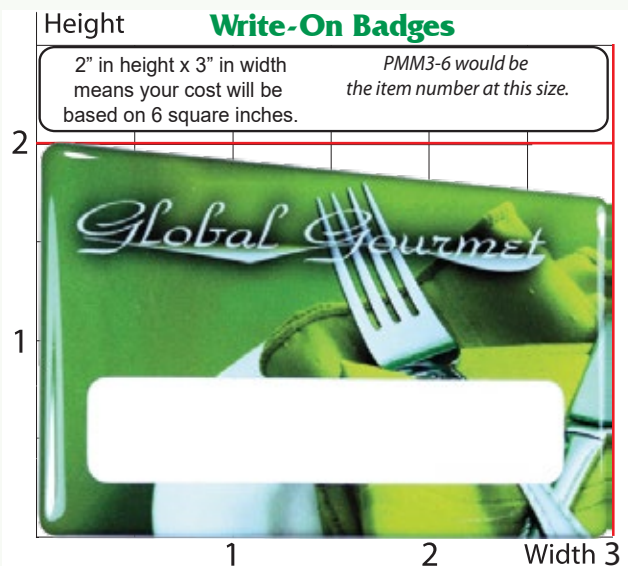 Height
Write-On Badges
2” in height x 3” in width
means your cost will be
based on 6 square inches.
PMM3-6 would be
the item number at this size.
2
Global Gourmet
1
1
2
Width 3